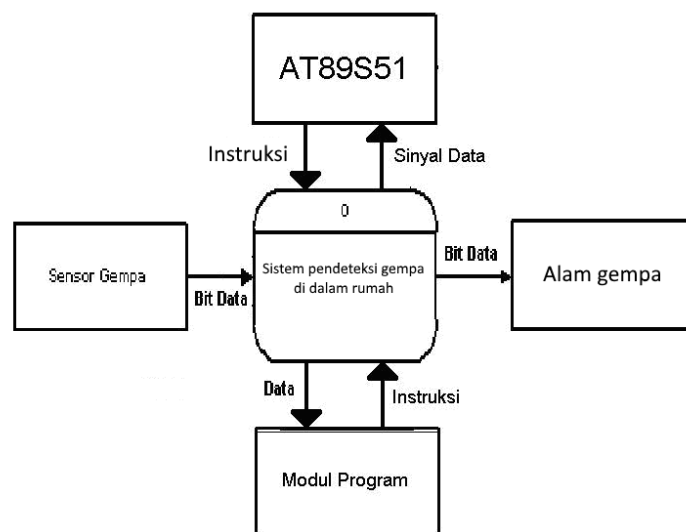 AT89S51
Instruksi
Sinyal Data
0
Sensor Gempa
Bit Data
Sistem pendeteksi gempa
di dalam rumah
Bit Data
Alam gempa
Data
Instruksi
Modul Program